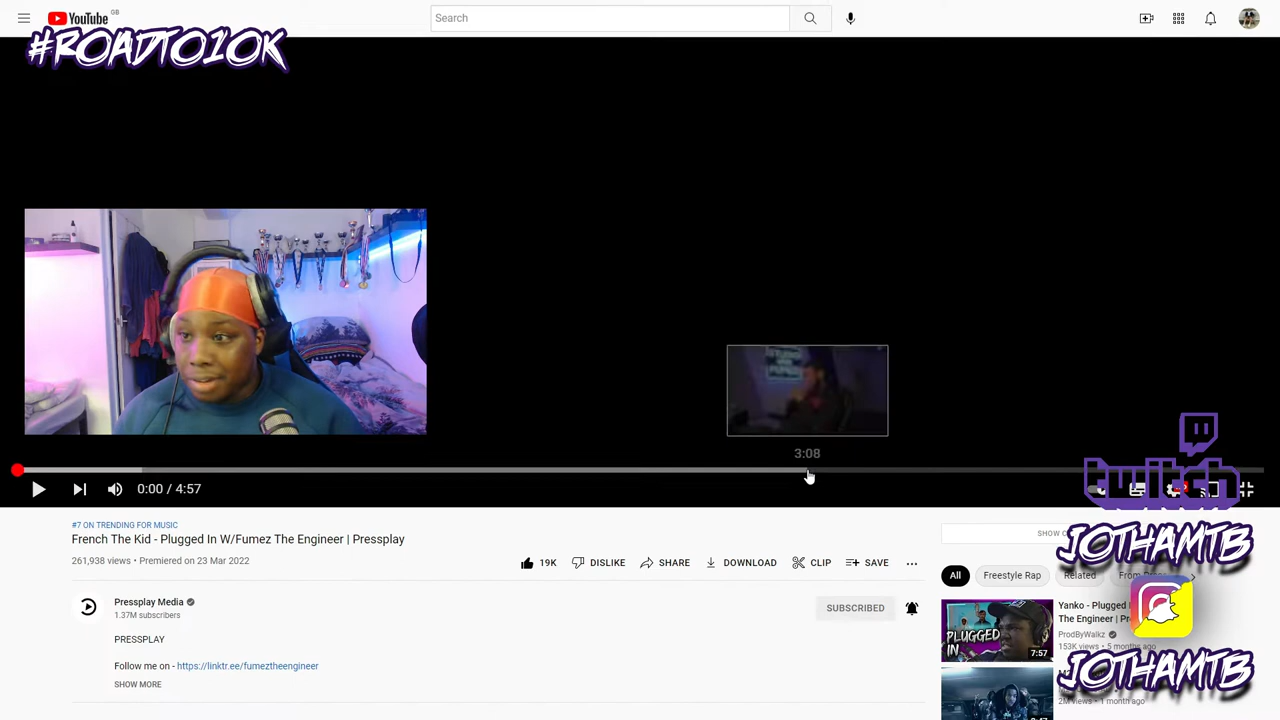 YouTube GB
Search
#ROADTO10K
3:08
0:00 / 4:57
twitch
JOTHAMTB
JOTHAMTB
#7 ON TRENDING FOR MUSIC
French The Kid - Plugged In W/Fumez The Engineer | Pressplay
261,938 views • Premiered on 23 Mar 2022
19K
DISLIKE
SHARE
DOWNLOAD
CLIP
SAVE
Pressplay Media
1.37M subscribers
SUBSCRIBED
PRESSPLAY
Follow me on - https://linktr.ee/fumeztheengineer
SHOW MORE
SHOW
All
Freestyle Rap
Related
From
Yanko - Plugged
The Engineer | Pr
ProdByWalkz
153K views • 5 months ago
PLUGGED
IN
7:57
2M views • 1 month ago